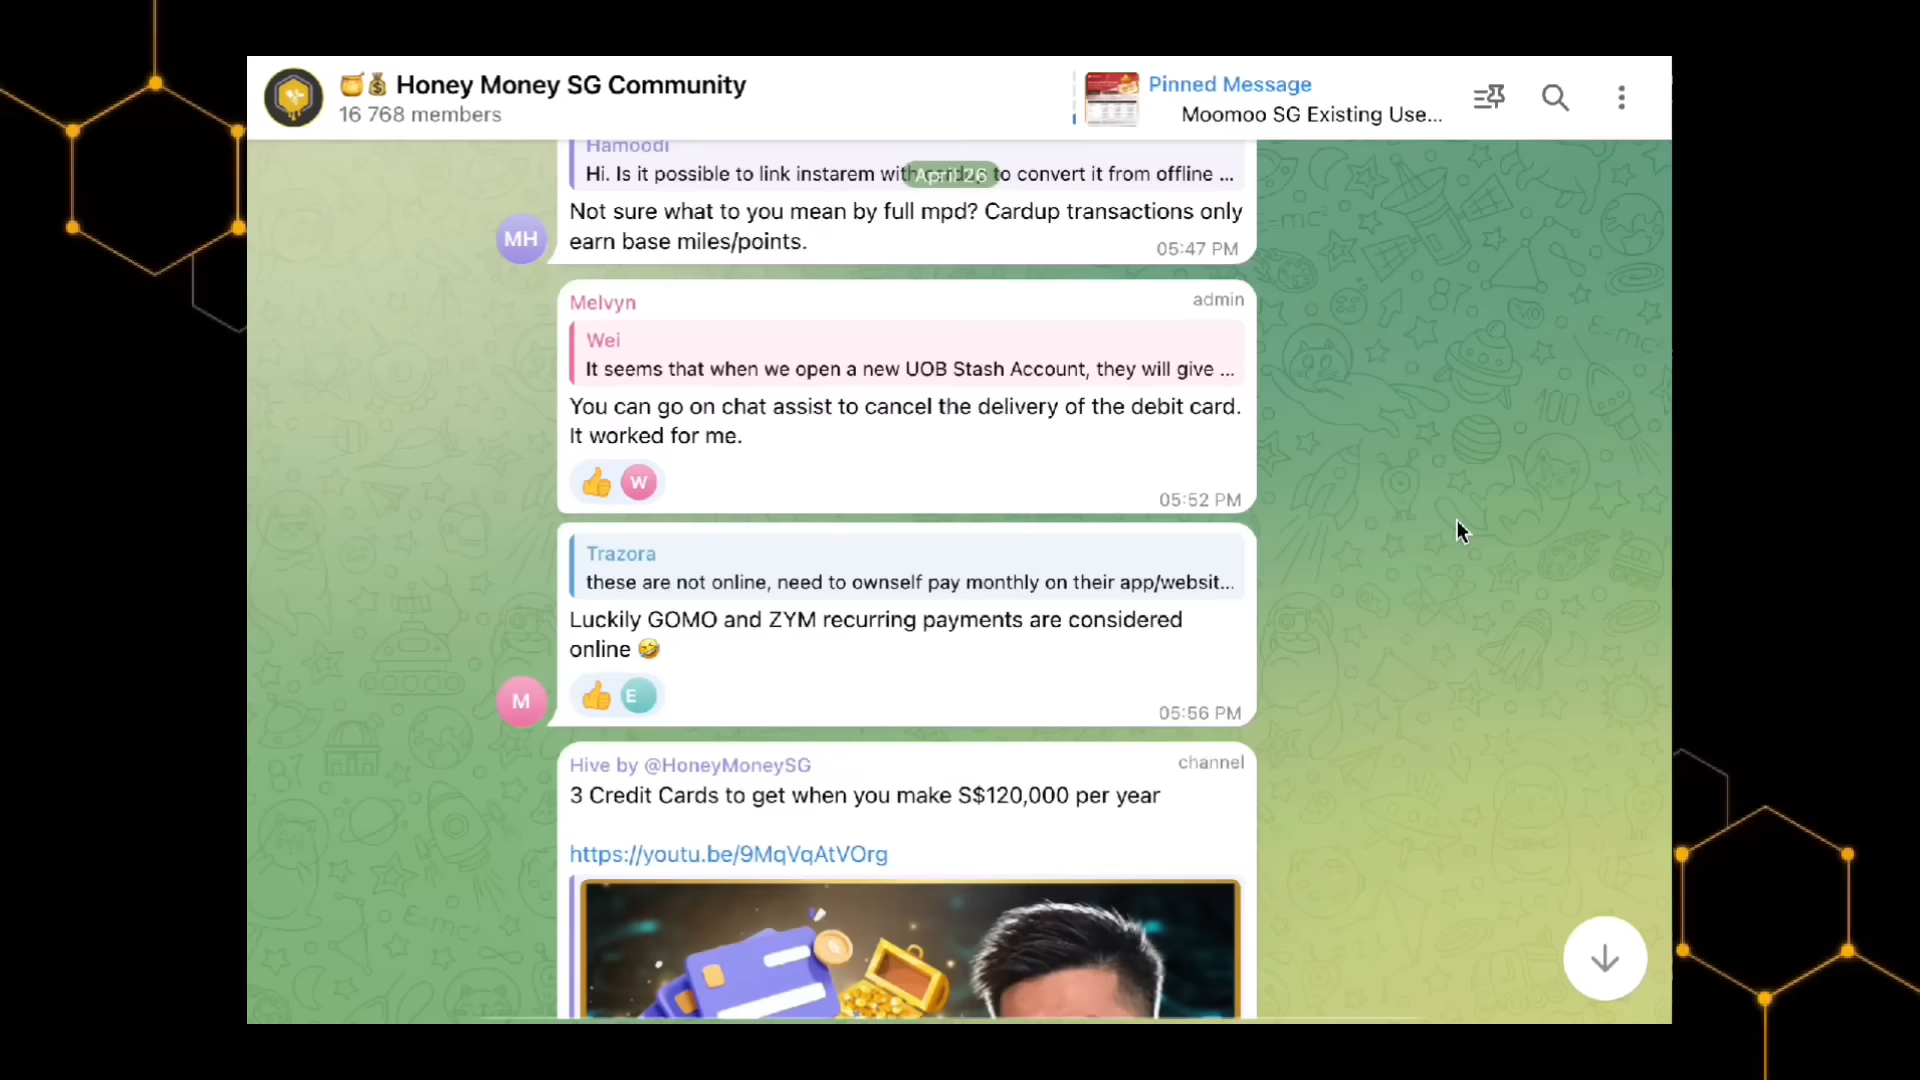 Honey Money SG Community
16 768 members
Pinned Message
Moomoo SG Existing Use...
Hamoodi
Hi. Is it possible to link instarem with to convert it from offline ...
April 26
Not sure what to you mean by full mpd? Cardup transactions only
earn base miles/points.
MH
05:47 PM
Melvyn
admin
Wei
It seems that when we open a new UOB Stash Account, they will give ...
You can go on chat assist to cancel the delivery of the debit card.
It worked for me.
W
05:52 PM
Trazora
these are not online, need to ownself pay monthly on their app/websit...
Luckily GOMO and ZYM recurring payments are considered
online
M
E
05:56 PM
Hive by @HoneyMoneySG
channel
3 Credit Cards to get when you make S$120,000 per year
https://youtu.be/9MqVqAtVOrg